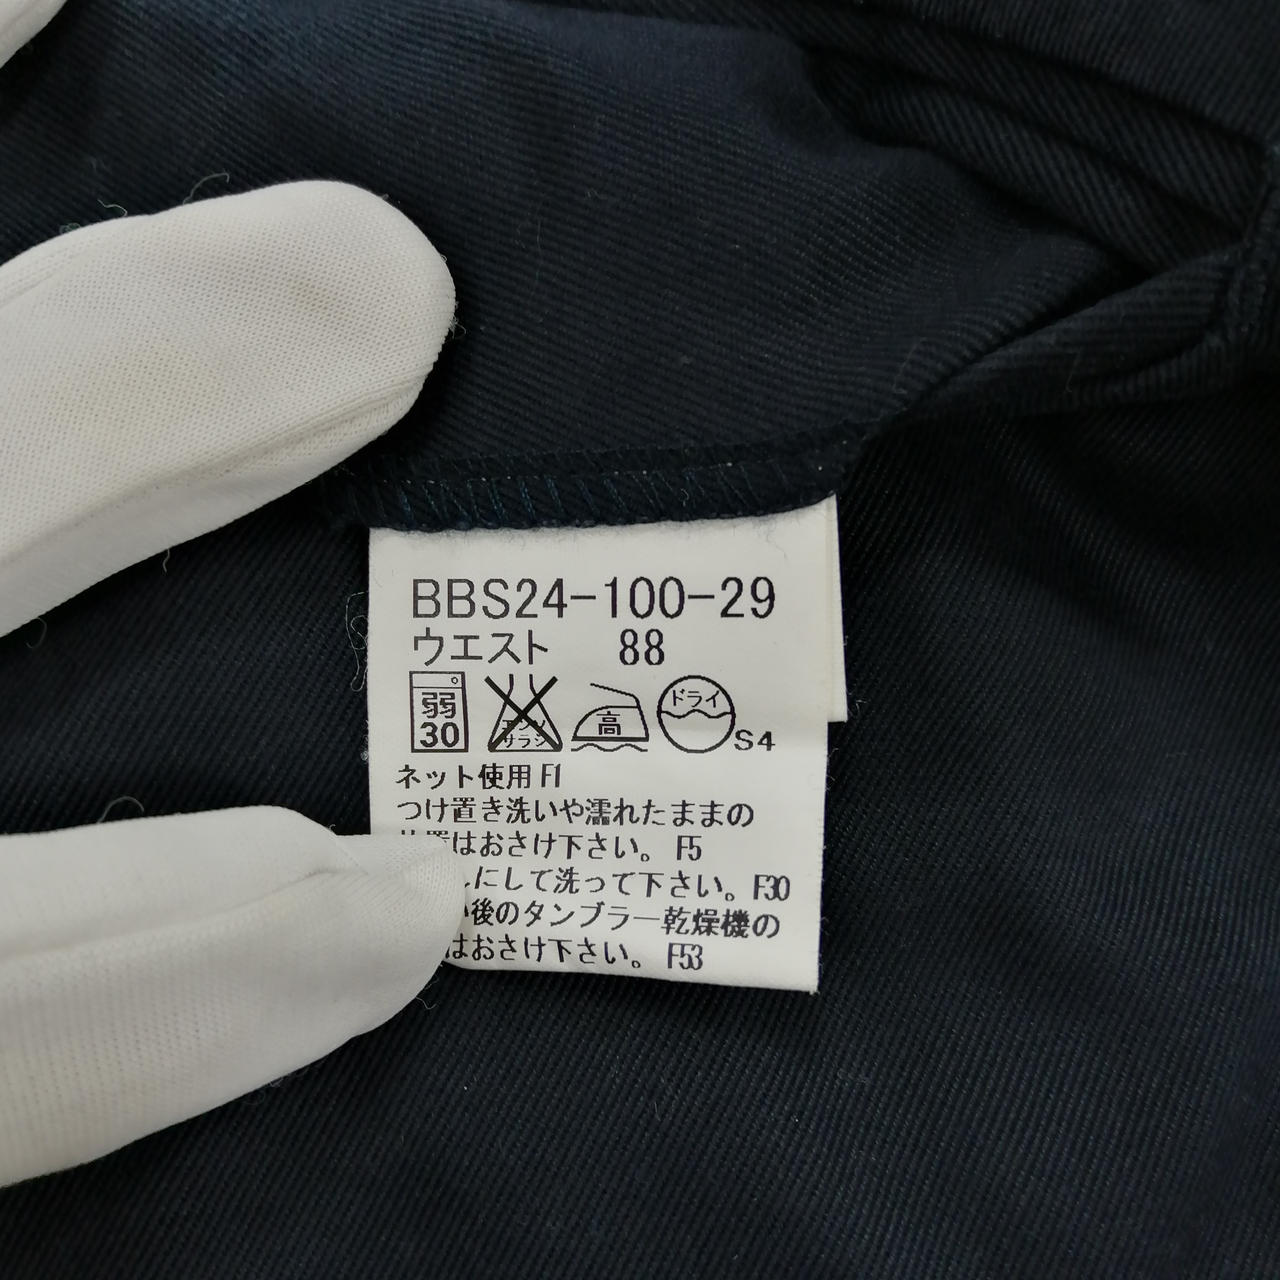 BBS24-100-29
ウエスト 88
弱 30 エンソサラシ 高 ドライ S4
ネット使用 F1
つけ置き洗いや濡れたままの
はおさけ下さい。 F5
にして洗って下さい。 F30
後のタンブラー乾燥機の
はおさけ下さい。 F53